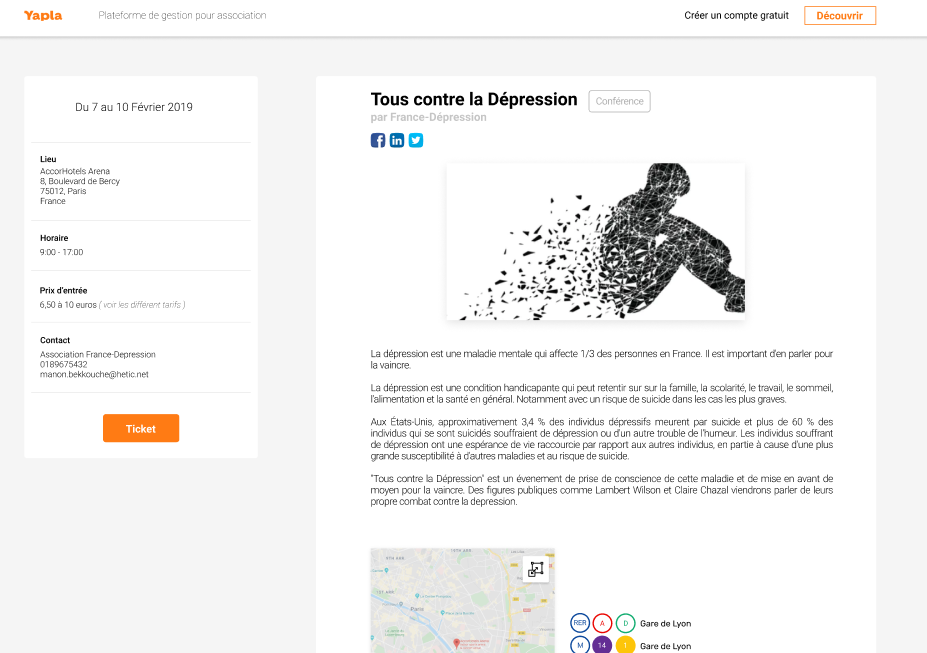 Yapla
Plateforme de gestion pour association
Créer un compte gratuit
Découvrir
Du 7 au 10 Février 2019
Lieu
AccorHotels Arena
8, Boulevard de Bercy
75012, Paris
France
Horaire
9:00 - 17:00
Prix d'entrée
6,50 à 10 euros ( voir les différent tarifs )
Contact
Association France-Depression
0189675432
manon.bekkouche@hetic.net
Ticket
Tous contre la Dépression
Conférence
par France-Dépression
La dépression est une maladie mentale qui affecte 1/3 des personnes en France. Il est important d'en parler pour
la vaincre.
La dépression est une condition handicapante qui peut retentir sur sur la famille, la scolarité, le travail, le sommeil,
l'alimentation et la santé en général. Notamment avec un risque de suicide dans les cas les plus graves.
Aux États-Unis, approximativement 3,4 % des individus dépressifs meurent par suicide et plus de 60 % des
individus qui se sont suicidés souffraient de dépression ou d'un autre trouble de l'humeur. Les individus souffrant
de dépression ont une espérance de vie raccourcie par rapport aux autres individus, en partie à cause d'une plus
grande susceptibilité à d'autres maladies et au risque de suicide.
"Tous contre la Dépression" est un évenement de prise de conscience de cette maladie et de mise en avant de
moyen pour la vaincre. Des figures publiques comme Lambert Wilson et Claire Chazal viendrons parler de leurs
propre combat contre la depression.
Paris
RER A D Gare de Lyon
M 14 1 Gare de Lyon